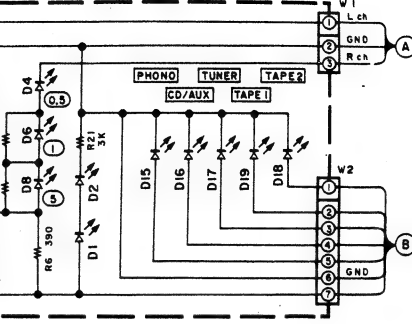 W1
1 L ch
2 GND
3 R ch
A
PHONO TUNER TAPE2
CD/AUX TAPE1
D4
0.5
D6
1
D8
5
R6 390
R21 3K
D2
D1
D15
D16
D17
D19
D18
W2
1
2
3
4
5
6 GND
7
B